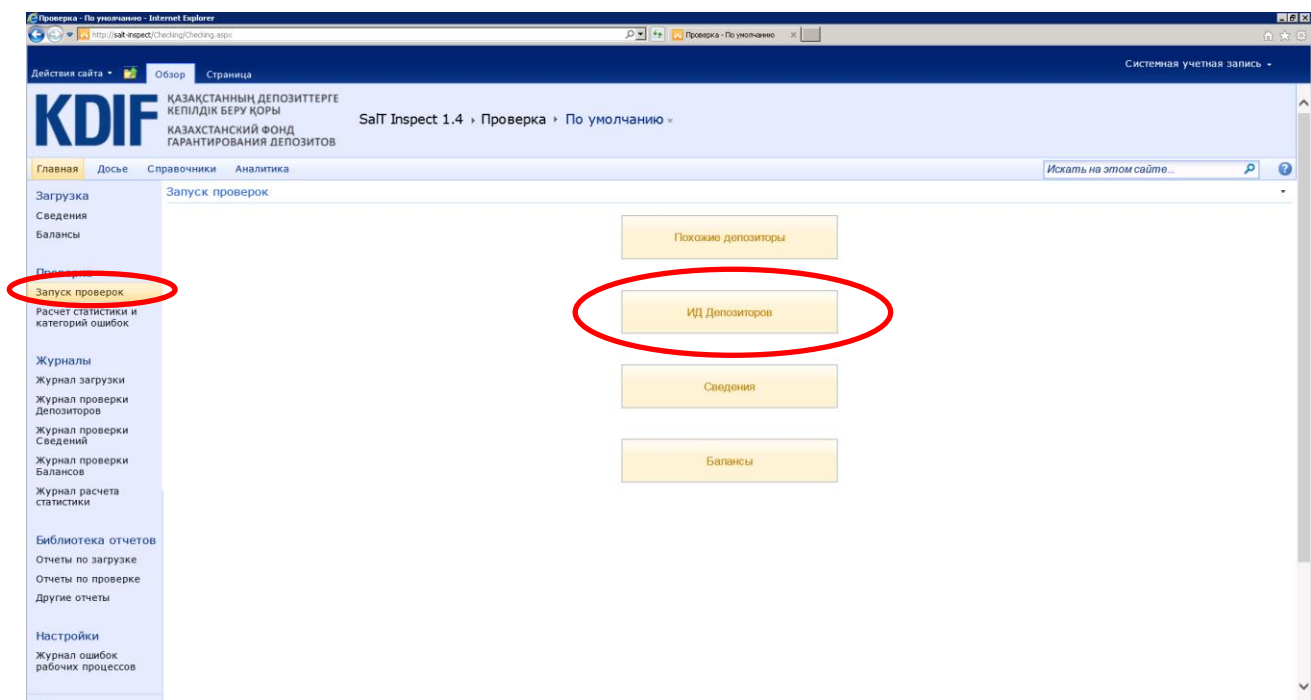 Проверка - По умолчанию - Internet Explorer
http://salt-inspect/Checking/Checking.aspx
Проверка - По умолчанию
Действия сайта
Обзор
Страница
Системная учетная запись
KDIF
ҚАЗАҚСТАННЫҢ ДЕПОЗИТТЕРГЕ
КЕПІЛДІК БЕРУ ҚОРЫ
КАЗАХСТАНСКИЙ ФОНД
ГАРАНТИРОВАНИЯ ДЕПОЗИТОВ
SaIT Inspect 1.4 › Проверка › По умолчанию
Главная
Досье
Справочники
Аналитика
Искать на этом сайте...
Загрузка
Сведения
Балансы
Проверка
Запуск проверок
Расчет статистики и
категорий ошибок
Журналы
Журнал загрузки
Журнал проверки
Депозиторов
Журнал проверки
Сведений
Журнал проверки
Балансов
Журнал расчета
статистики
Библиотека отчетов
Отчеты по загрузке
Отчеты по проверке
Другие отчеты
Настройки
Журнал ошибок
рабочих процессов
Запуск проверок
Похожие депозиторы
ИД Депозиторов
Сведения
Балансы